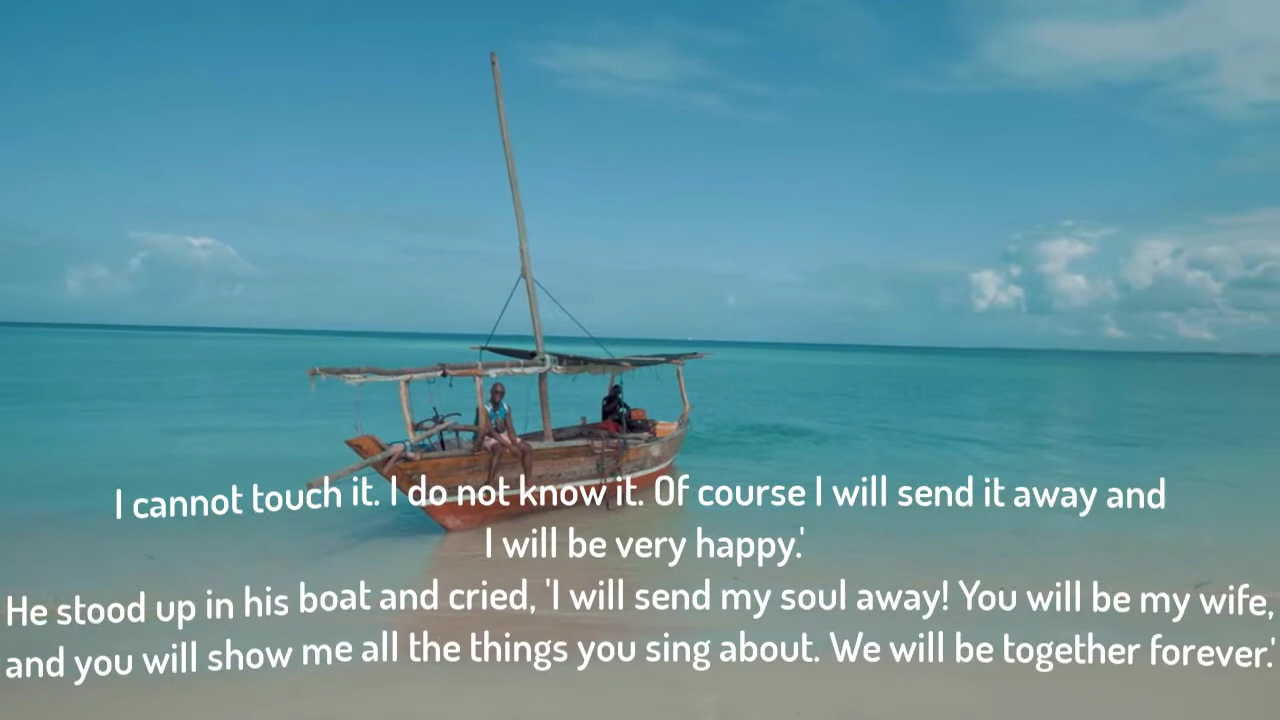 I cannot touch it. I do not know it. Of course I will send it away and
I will be very happy.'
He stood up in his boat and cried, 'I will send my soul away! You will be my wife,
and you will show me all the things you sing about. We will be together forever.'